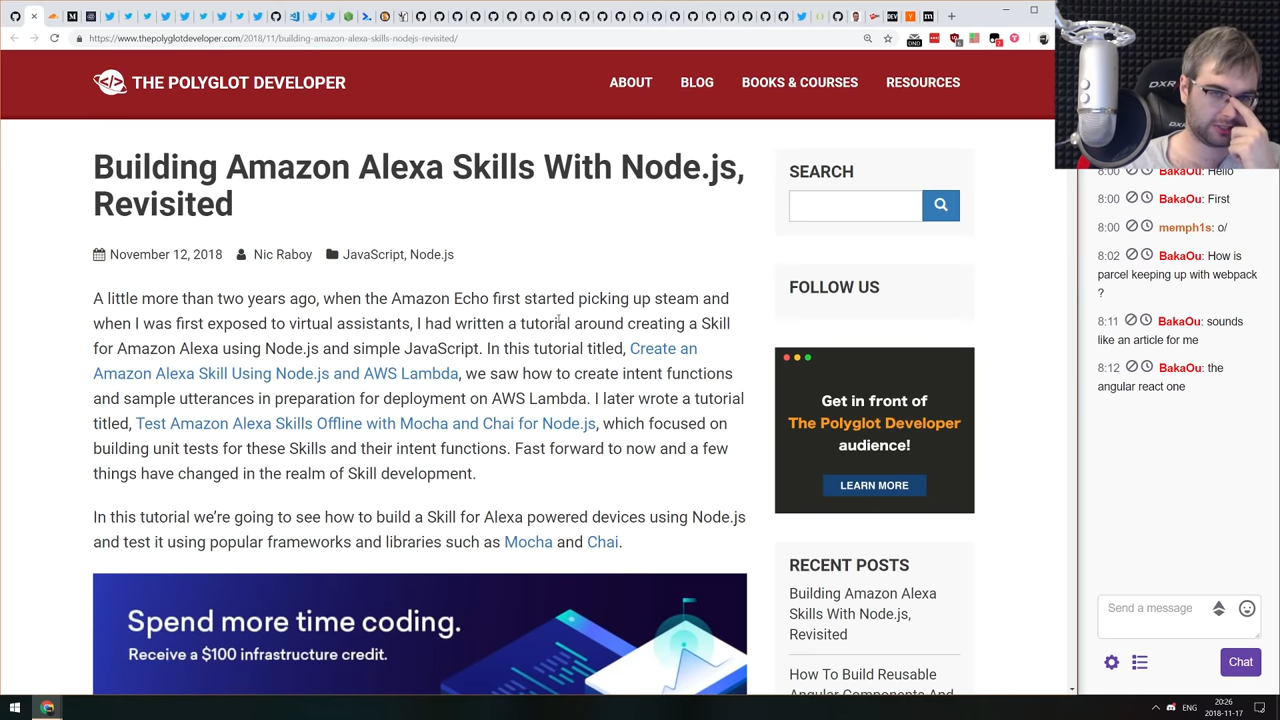 https://www.thepolyglotdeveloper.com/2018/11/building-amazon-alexa-skills-nodejs-revisited/
THE POLYGLOT DEVELOPER
ABOUT
BLOG
BOOKS & COURSES
RESOURCES
Building Amazon Alexa Skills With Node.js,
Revisited
November 12, 2018
Nic Raboy
JavaScript, Node.js
A little more than two years ago, when the Amazon Echo first started picking up steam and
when I was first exposed to virtual assistants, I had written a tutorial around creating a Skill
for Amazon Alexa using Node.js and simple JavaScript. In this tutorial titled, Create an
Amazon Alexa Skill Using Node.js and AWS Lambda, we saw how to create intent functions
and sample utterances in preparation for deployment on AWS Lambda. I later wrote a tutorial
titled, Test Amazon Alexa Skills Offline with Mocha and Chai for Node.js, which focused on
building unit tests for these Skills and their intent functions. Fast forward to now and a few
things have changed in the realm of Skill development.
In this tutorial we're going to see how to build a Skill for Alexa powered devices using Node.js
and test it using popular frameworks and libraries such as Mocha and Chai.
Spend more time coding.
Receive a $100 infrastructure credit.
SEARCH
FOLLOW US
Get in front of
The Polyglot Developer
audience!
LEARN MORE
RECENT POSTS
Building Amazon Alexa
Skills With Node.js,
Revisited
How To Build Reusable
Angular Components And
DXR
8:00 BakaOu: Hello
8:00 BakaOu: First
8:00 memph1s: o/
8:02 BakaOu: How is
parcel keeping up with webpack
?
8:11 BakaOu: sounds
like an article for me
8:12 BakaOu: the
angular react one
Send a message
Chat
ENG
20:26
2018-11-17